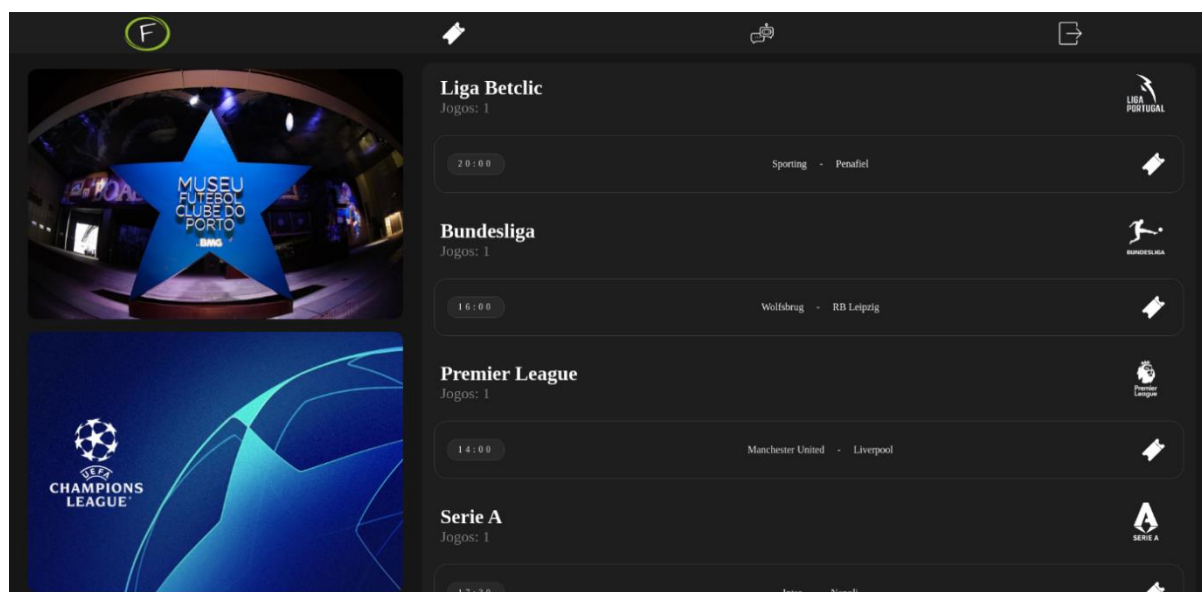 F
MUSEU
FUTEBOL
CLUBE DO
PORTO
BMG
UEFA
CHAMPIONS
LEAGUE
Liga Betclic
Jogos: 1
LIGA
PORTUGAL
20:00 Sporting - Penafiel
Bundesliga
Jogos: 1
BUNDESLIGA
16:00 Wolfsbrug - RB Leipzig
Premier League
Jogos: 1
Premier
League
14:00 Manchester United - Liverpool
Serie A
Jogos: 1
SERIE A